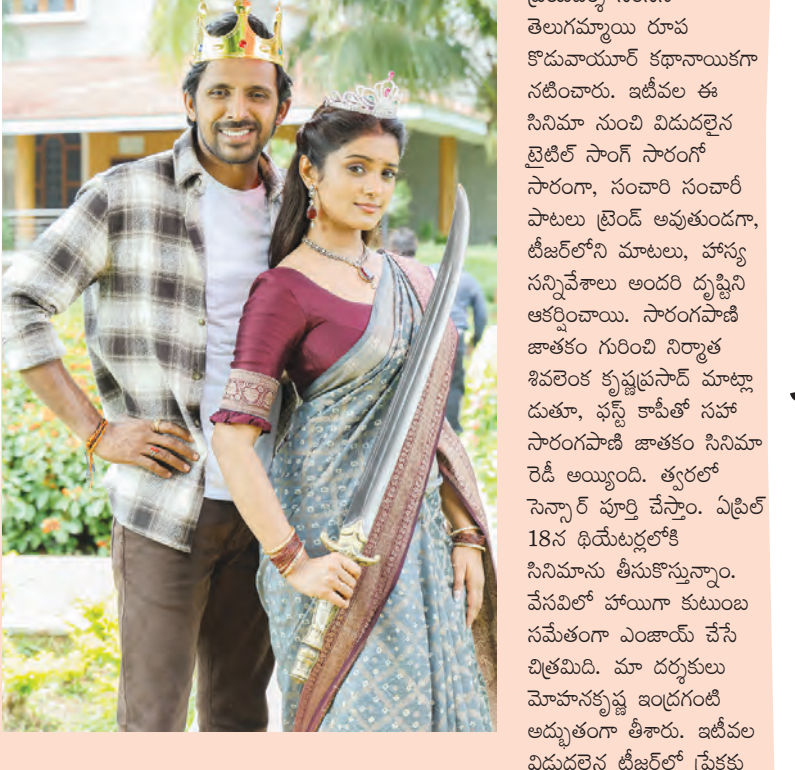 తెలుగమ్మాయి రూప
కొడువాయూర్ కథానాయికగా
నటించారు. ఇటీవల ఈ
సినిమా నుంచి విడుదలైన
టైటిల్ సాంగ్ సారంగో
సారంగా, సంచారి సంచారీ
పాటలు ట్రెండ్ అవుతుండగా,
టీజర్‌లోని మాటలు, హాస్య
సన్నివేశాలు అందరి దృష్టిని
ఆకర్షించాయి. సారంగపాణి
జాతకం గురించి నిర్మాత
శివలెంక కృష్ణప్రసాద్ మాట్లా
డుతూ, ఫస్ట్ కాపీతో సహా
సారంగపాణి జాతకం సినిమా
రెడీ అయ్యింది. త్వరలో
సెన్సార్ పూర్తి చేస్తాం. ఏప్రిల్
18న థియేటర్లలోకి
సినిమాను తీసుకొస్తున్నాం.
వేసవిలో హాయిగా కుటుంబ
సమేతంగా ఎంజాయ్ చేసే
చిత్రమిది. మా దర్శకులు
మోహనకృష్ణ ఇంద్రగంటి
అద్భుతంగా తీశారు. ఇటీవల
విడుదలైన టీజర్‌లో ప్రేక్షకు